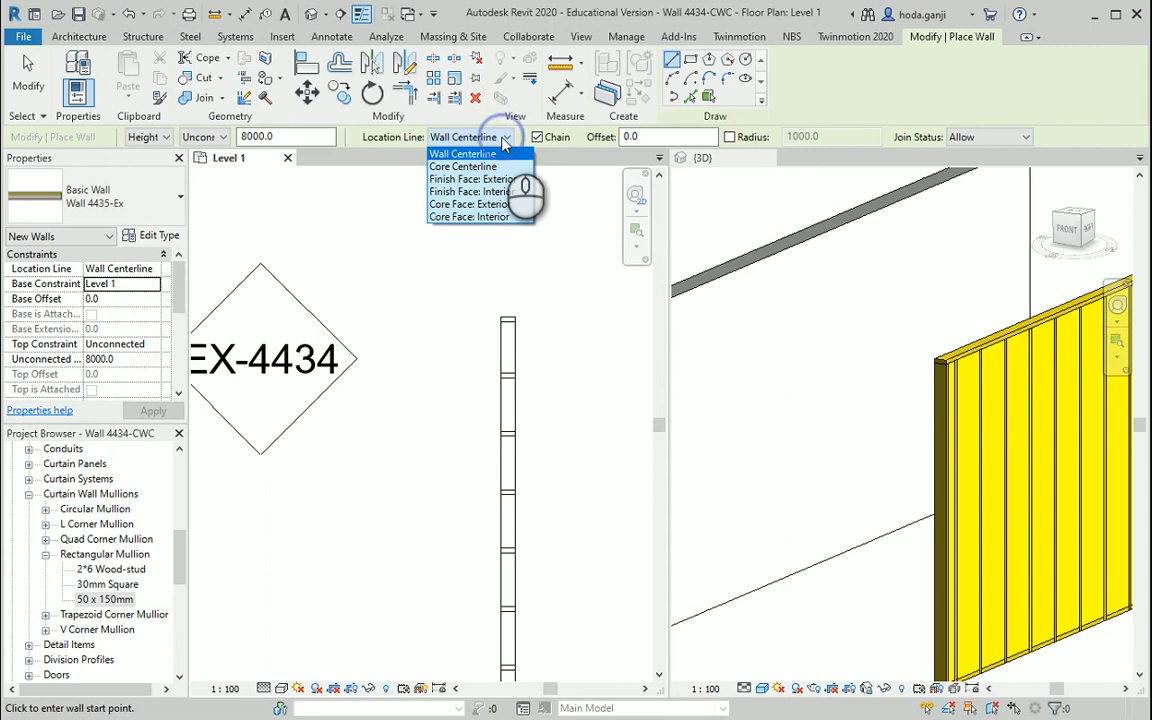 Autodesk Revit 2020 - Educational Version - Wall 4434-CWC - Floor Plan: Level 1
hoda.ganji
File Architecture Structure Steel Systems Insert Annotate Analyze Massing & Site Collaborate View Manage Add-Ins Twinmotion NBS Twinmotion 2020 Modify | Place Wall
Modify Paste Cope Cut Join
Select Properties Clipboard Geometry Modify View Measure Create Draw
Modify | Place Wall Height Unconn 8000.0 Location Line: Wall Centerline Chain Offset: 0.0 Radius: 1000.0 Join Status: Allow
Wall Centerline
Core Centerline
Finish Face: Exterior
Finish Face: Interi
Core Face: Exterio
Core Face: Interior
Properties
Level 1
{3D}
Basic Wall
Wall 4435-Ex
New Walls Edit Type
Constraints
Location Line Wall Centerline
Base Constraint Level 1
Base Offset 0.0
Base is Attach...
Base Extensio... 0.0
Top Constraint Unconnected
Unconnected ... 8000.0
Top Offset 0.0
Top is Attached
Properties help Apply
2D
FRONT
EX-4434
Project Browser - Wall 4434-CWC
Conduits
Curtain Panels
Curtain Systems
Curtain Wall Mullions
Circular Mullion
L Corner Mullion
Quad Corner Mullion
Rectangular Mullion
2*6 Wood-stud
30mm Square
50 x 150mm
Trapezoid Corner Mullior
V Corner Mullion
Detail Items
Division Profiles
Doors
1 : 100
1 : 100
Click to enter wall start point.
:0
Main Model
:0